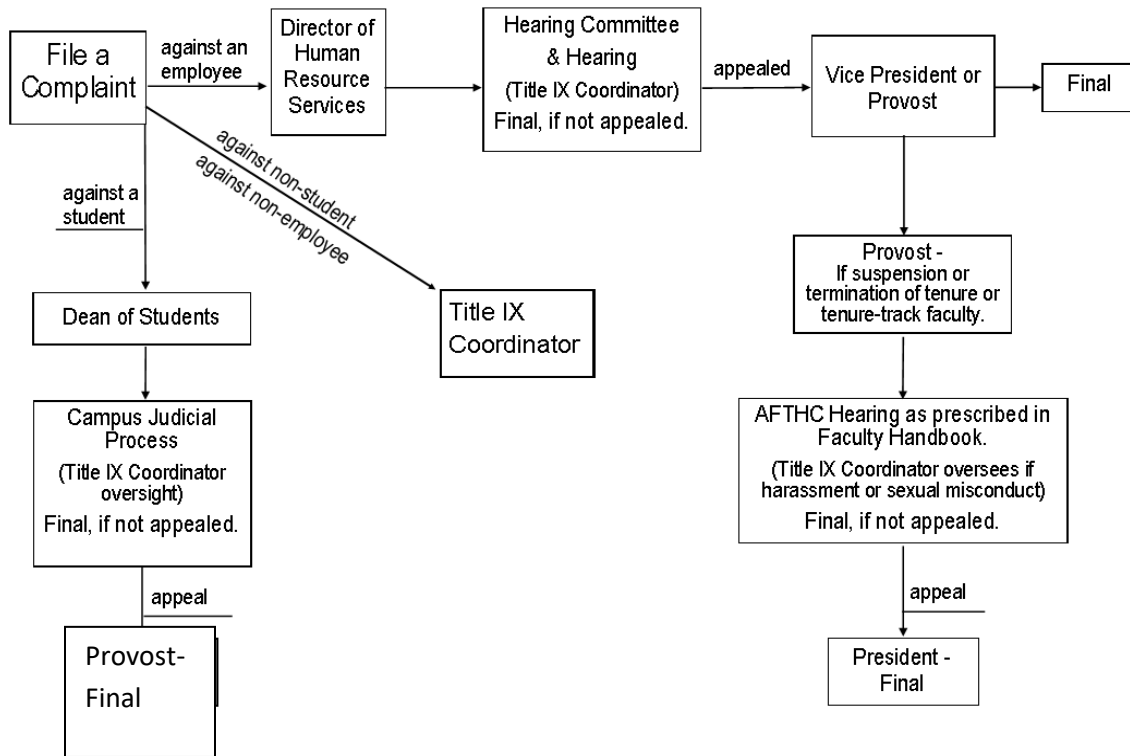 File a
Complaint
against an
employee
Director of
Human
Resource
Services
Hearing Committee
& Hearing
(Title IX Coordinator)
Final, if not appealed.
appealed
Vice President or
Provost
Final
against a
student
against non-student
against non-employee
Title IX
Coordinator
Dean of Students
Campus Judicial
Process
(Title IX Coordinator
oversight)
Final, if not appealed.
appeal
Provost-
Final
Provost -
If suspension or
termination of tenure or
tenure-track faculty.
AFTHC Hearing as prescribed in
Faculty Handbook.
(Title IX Coordinator oversees if
harassment or sexual misconduct)
Final, if not appealed.
appeal
President -
Final